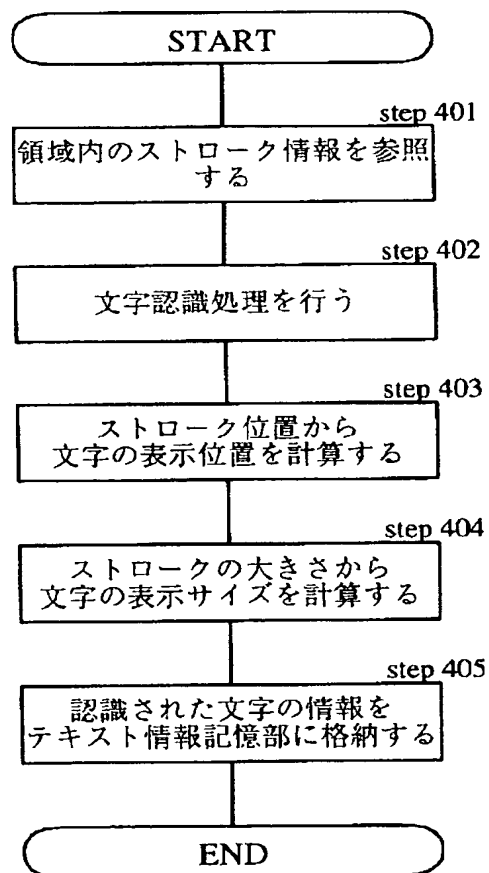 START
step 401
領域内のストローク情報を参照
する
step 402
文字認識処理を行う
step 403
ストローク位置から
文字の表示位置を計算する
step 404
ストロークの大きさから
文字の表示サイズを計算する
step 405
認識された文字の情報を
テキスト情報記憶部に格納する
END